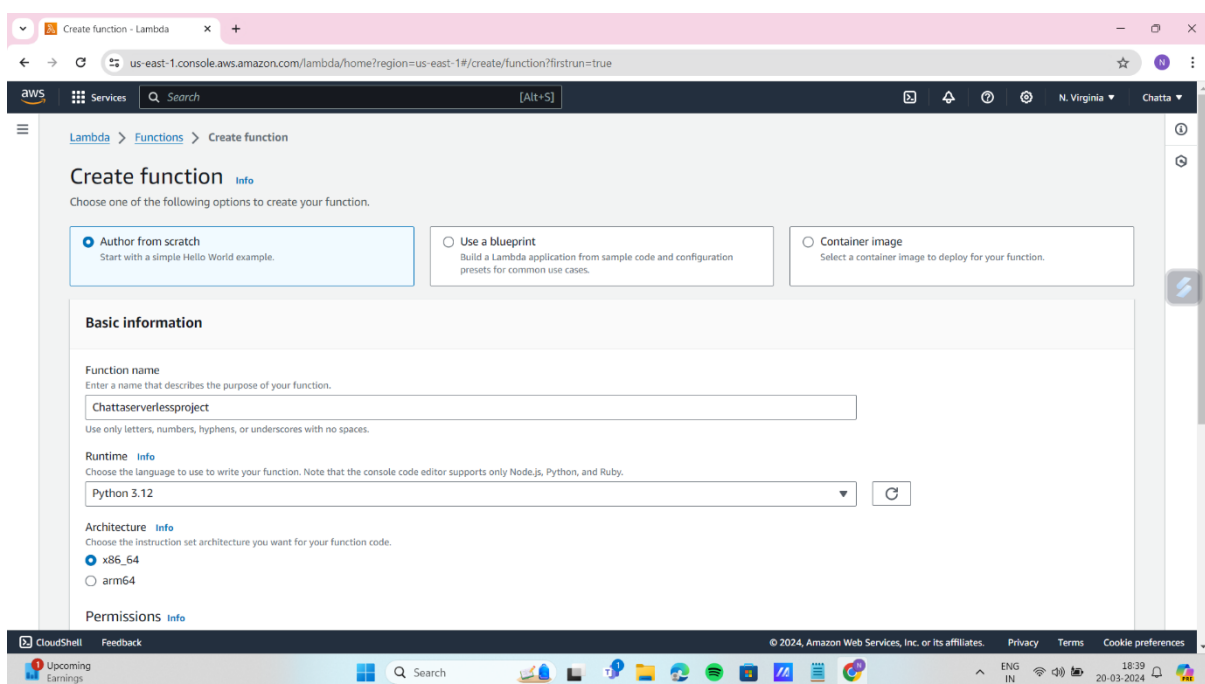 Create function - Lambda
us-east-1.console.aws.amazon.com/lambda/home?region=us-east-1#/create/function?firstrun=true
N
aws
Services
Search
[Alt+S]
N. Virginia
Chatta
Lambda > Functions > Create function
Create function Info
Choose one of the following options to create your function.
Author from scratch
Start with a simple Hello World example.
Use a blueprint
Build a Lambda application from sample code and configuration
presets for common use cases.
Container image
Select a container image to deploy for your function.
Basic information
Function name
Enter a name that describes the purpose of your function.
Chattaserverlessproject
Use only letters, numbers, hyphens, or underscores with no spaces.
Runtime Info
Choose the language to use to write your function. Note that the console code editor supports only Node.js, Python, and Ruby.
Python 3.12
Architecture Info
Choose the instruction set architecture you want for your function code.
x86_64
arm64
Permissions Info
CloudShell Feedback
© 2024, Amazon Web Services, Inc. or its affiliates. Privacy Terms Cookie preferences
1
Upcoming
Earnings
Search
ENG
IN
18:39
20-03-2024
PRE